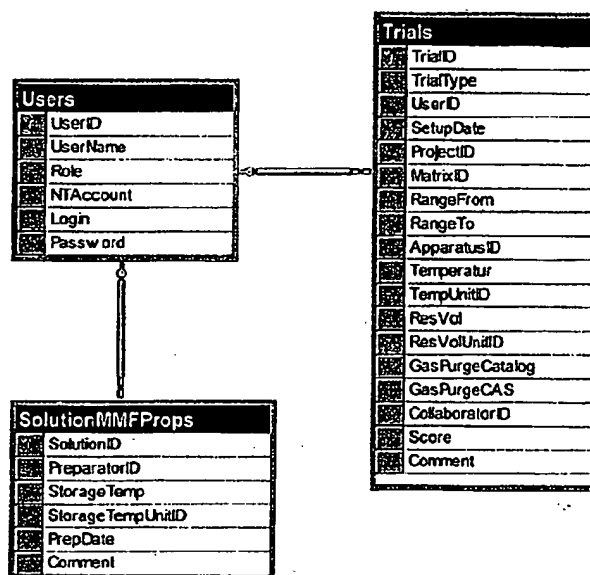 Users
UserID
UserName
Role
NTAccount
Login
Password
Trials
TrialID
TrialType
UserID
SetupDate
ProjectID
MatrixID
RangeFrom
RangeTo
ApparatusID
Temperatur
TempUnitID
ResVol
ResVolUnitID
GasPurgeCatalog
GasPurgeCAS
CollaboratorID
Score
Comment
SolutionMMFProps
SolutionID
PreparatorID
StorageTemp
StorageTempUnitID
PrepDate
Comment